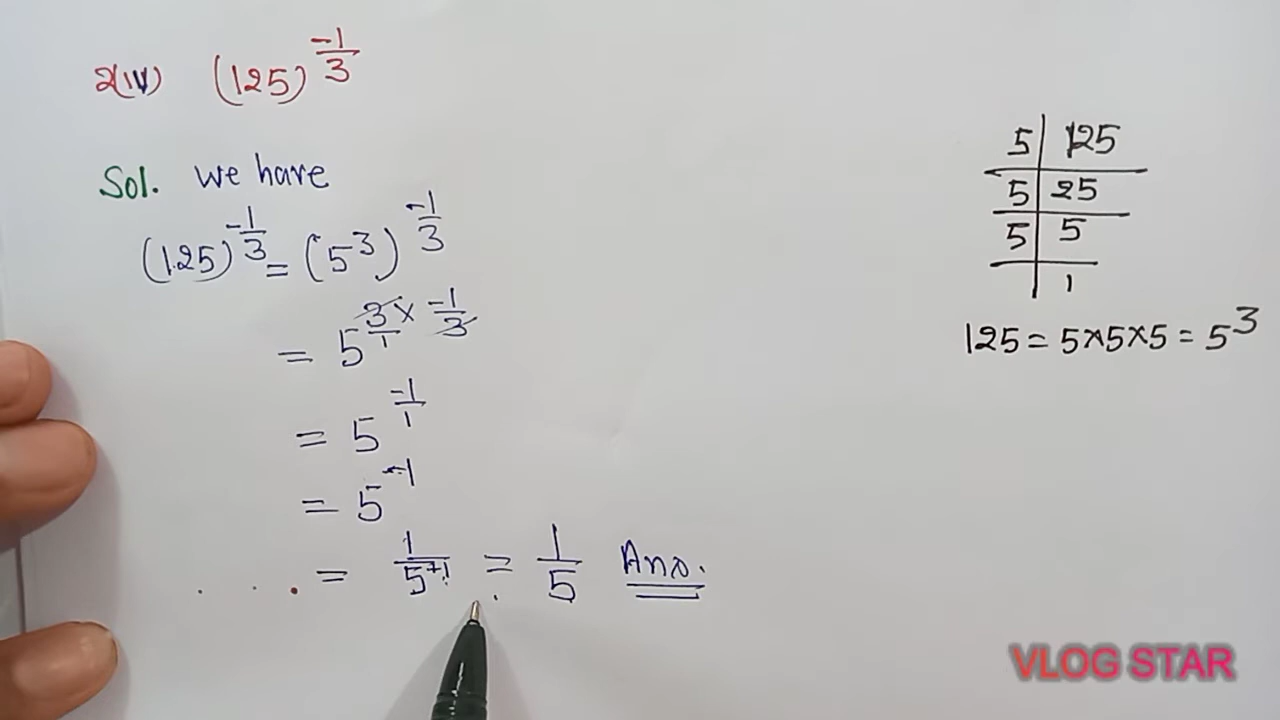 2(iv) (125)^(-1/3)
Sol. We have
(125)^(-1/3) = (5^3)^(-1/3)
= 5^(3/1 × -1/3)
= 5^(-1/1)
= 5^-1
= 1/5^+1 = 1/5 Ans.
5 | 125
5 | 25
5 | 5
| 1
125 = 5×5×5 = 5^3
VLOG STAR